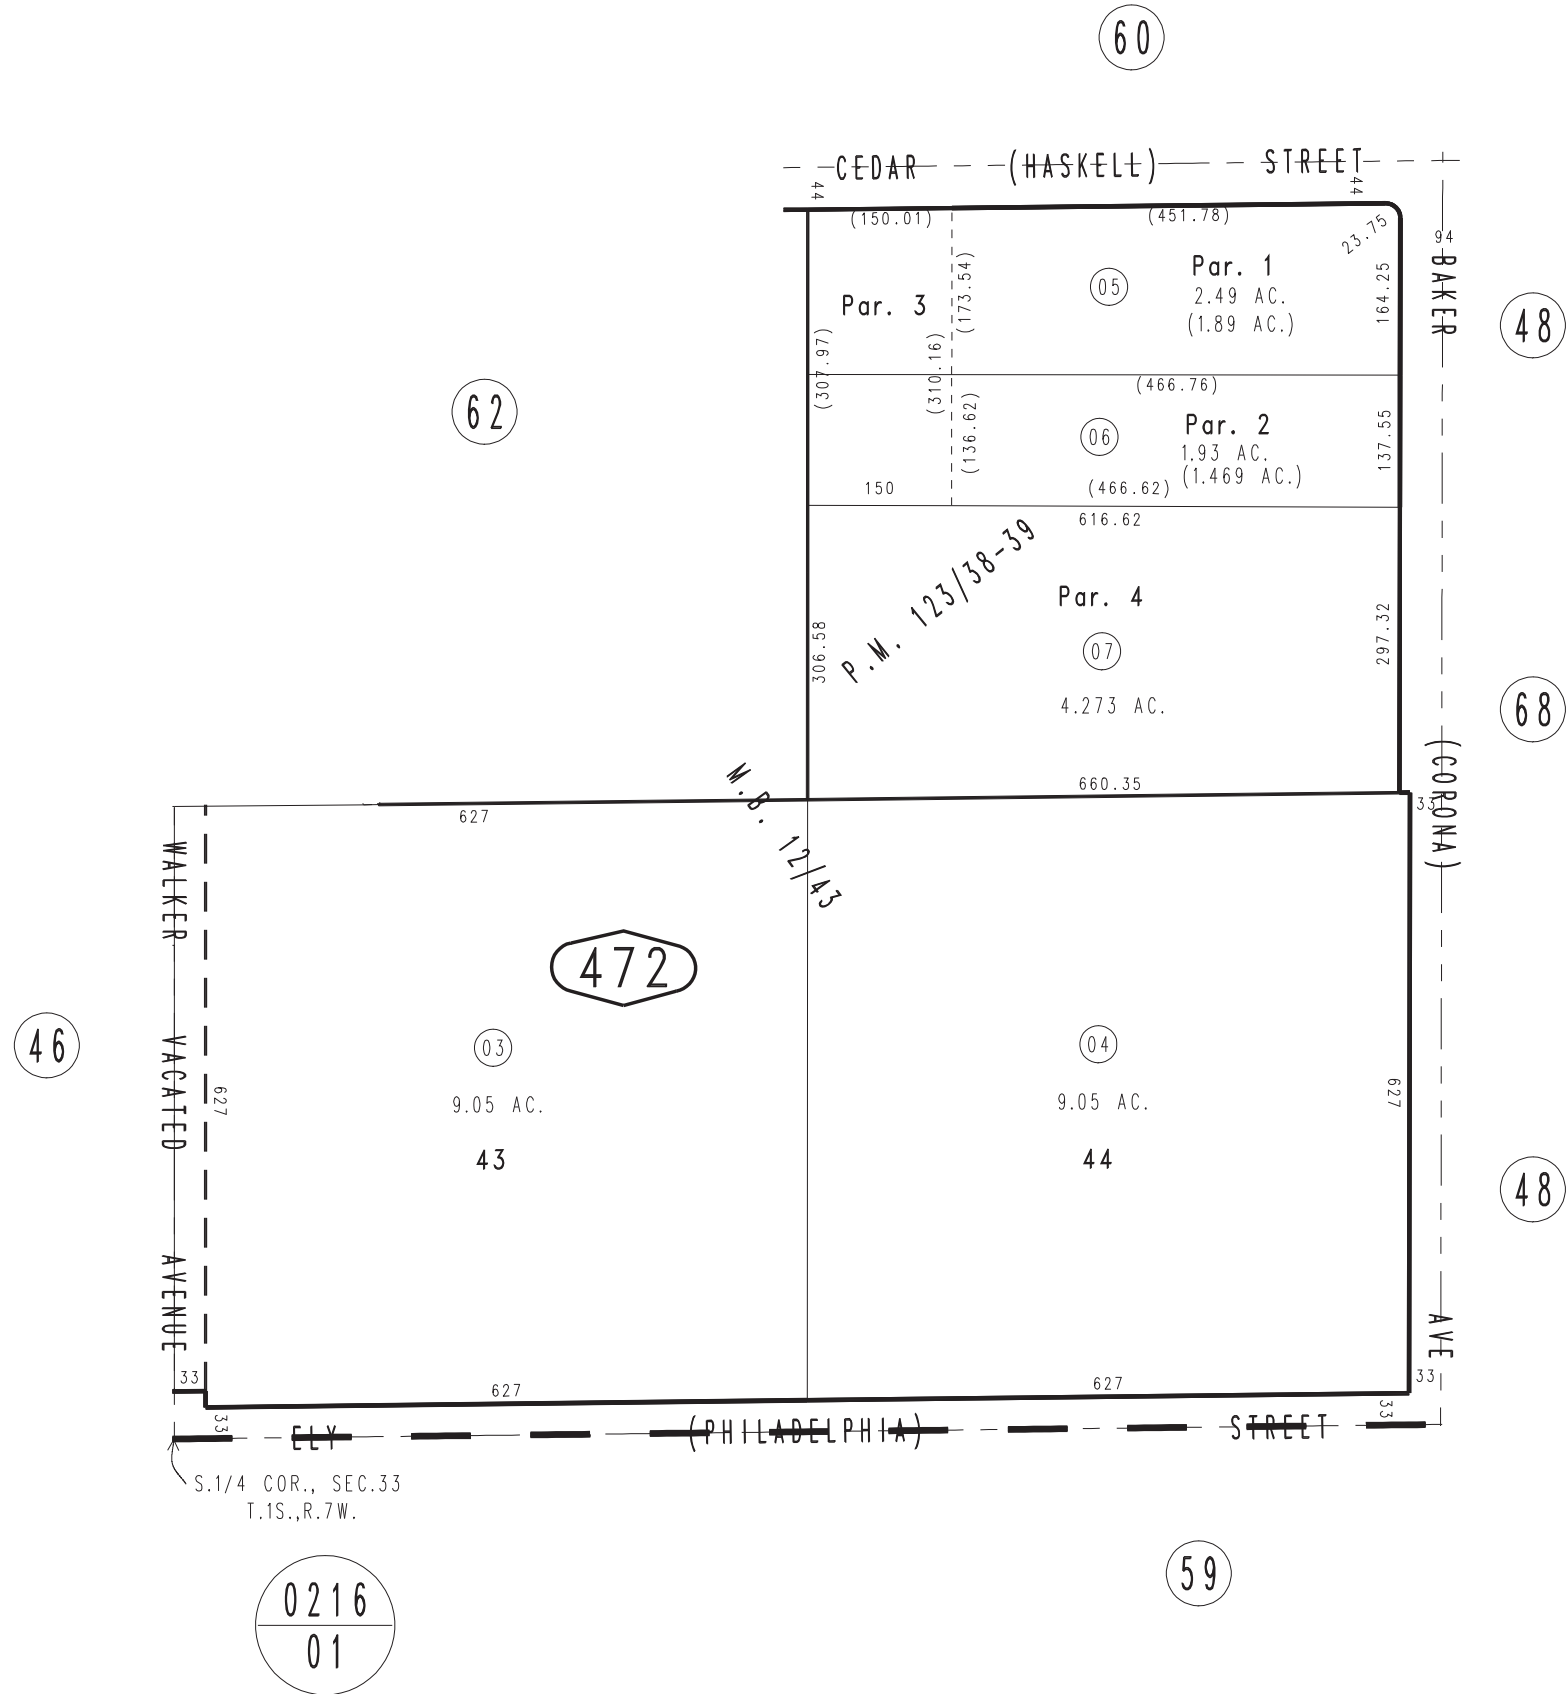 60
CEDAR (HASKELL) STREET
44
44
(150.01)
(451.78)
23.75
94
BAKER (CORONA) AVE
Par. 3
(173.54)
05
Par. 1
2.49 AC.
(1.89 AC.)
164.25
48
(307.97)
(310.16)
(466.76)
62
(136.62)
06
Par. 2
1.93 AC.
(1.469 AC.)
137.55
150
(466.62)
616.62
P.M. 123/38-39
Par. 4
306.58
07
297.32
4.273 AC.
68
660.35
M.B. 12/43
33
627
WALKER VACATED AVENUE
472
46
03
04
9.05 AC.
9.05 AC.
627
627
43
44
48
33
627
627
33
33
33
ELY (PHILADELPHIA) STREET
S.1/4 COR., SEC.33
T.1S.,R.7W.
59
0216
01